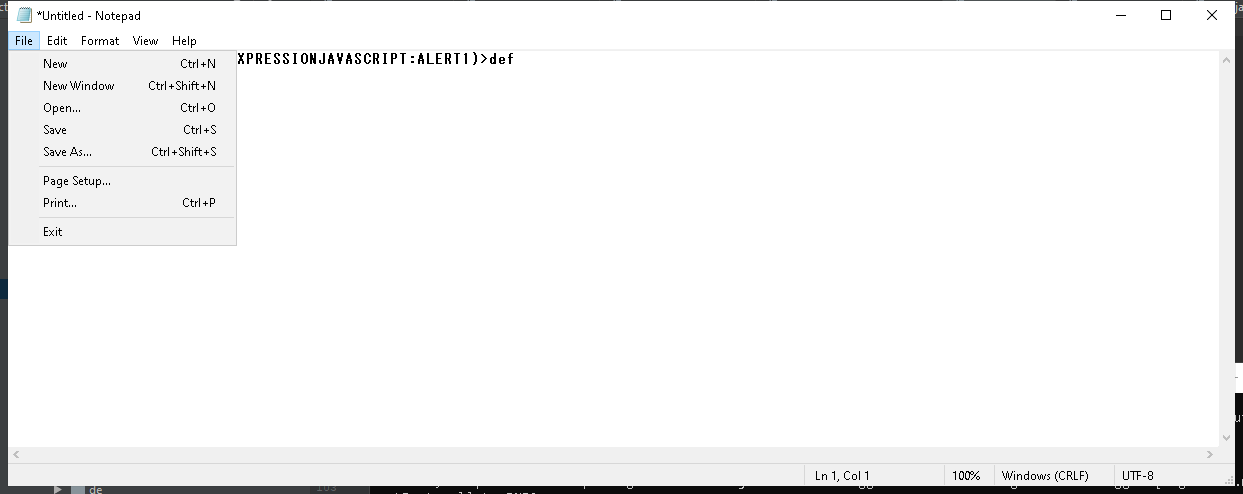 *Untitled - Notepad
File Edit Format View Help
XPRESSIONJAVASCRIPT:ALERT1)>def
New Ctrl+N
New Window Ctrl+Shift+N
Open... Ctrl+O
Save Ctrl+S
Save As... Ctrl+Shift+S
Page Setup...
Print... Ctrl+P
Exit
Ln 1, Col 1 100% Windows (CRLF) UTF-8
de